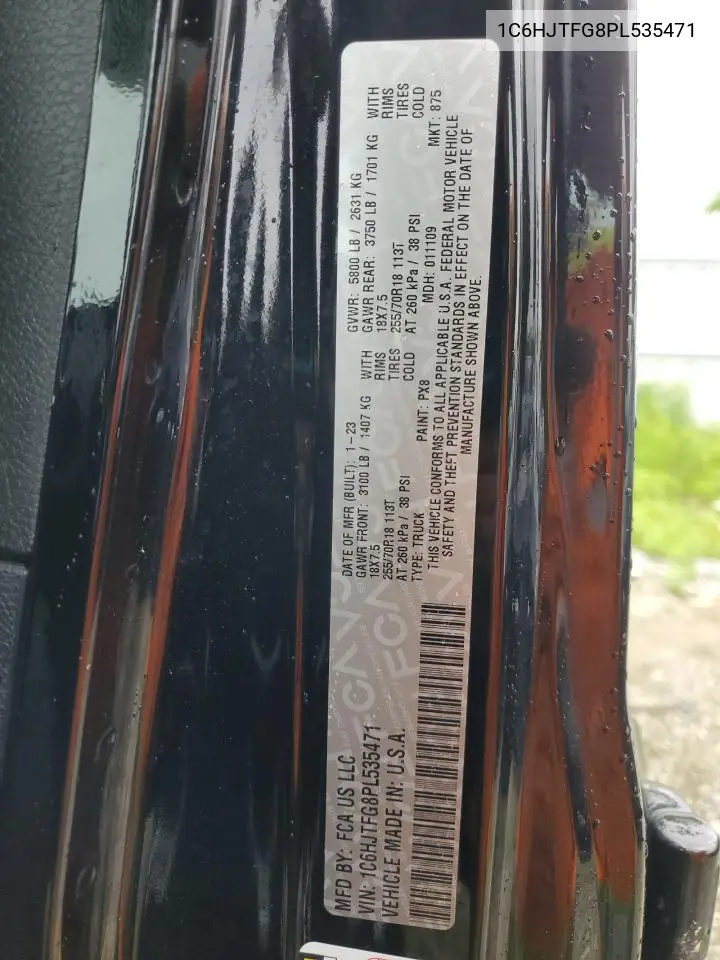 1C6HJTFG8PL535471
MFD BY: FCA US LLC
VIN: 1C6HJTFG8PL535471
VEHICLE MADE IN: U.S.A.
DATE OF MFR (BUILT): 1-23 GVWR: 5800 LB / 2631 KG
GAWR FRONT: 3100 LB / 1407 KG WITH GAWR REAR: 3750 LB / 1701 KG WITH
18X7.5 RIMS 18X7.5 RIMS
255/70R18 113T TIRES 255/70R18 113T TIRES
AT 260 kPa / 38 PSI COLD AT 260 kPa / 38 PSI COLD
TYPE: TRUCK PAINT: PX8 MDH: 011109 MKT: 875
THIS VEHICLE CONFORMS TO ALL APPLICABLE U.S.A. FEDERAL MOTOR VEHICLE
SAFETY AND THEFT PREVENTION STANDARDS IN EFFECT ON THE DATE OF
MANUFACTURE SHOWN ABOVE.